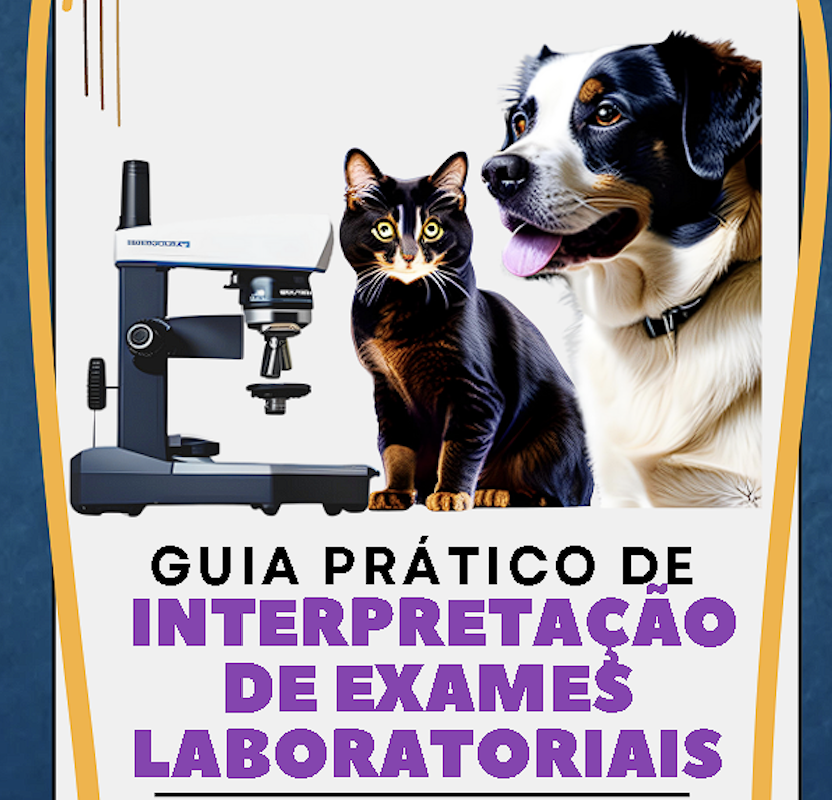 GUIA PRÁTICO DE
INTERPRETAÇÃO
DE EXAMES
LABORATORIAIS